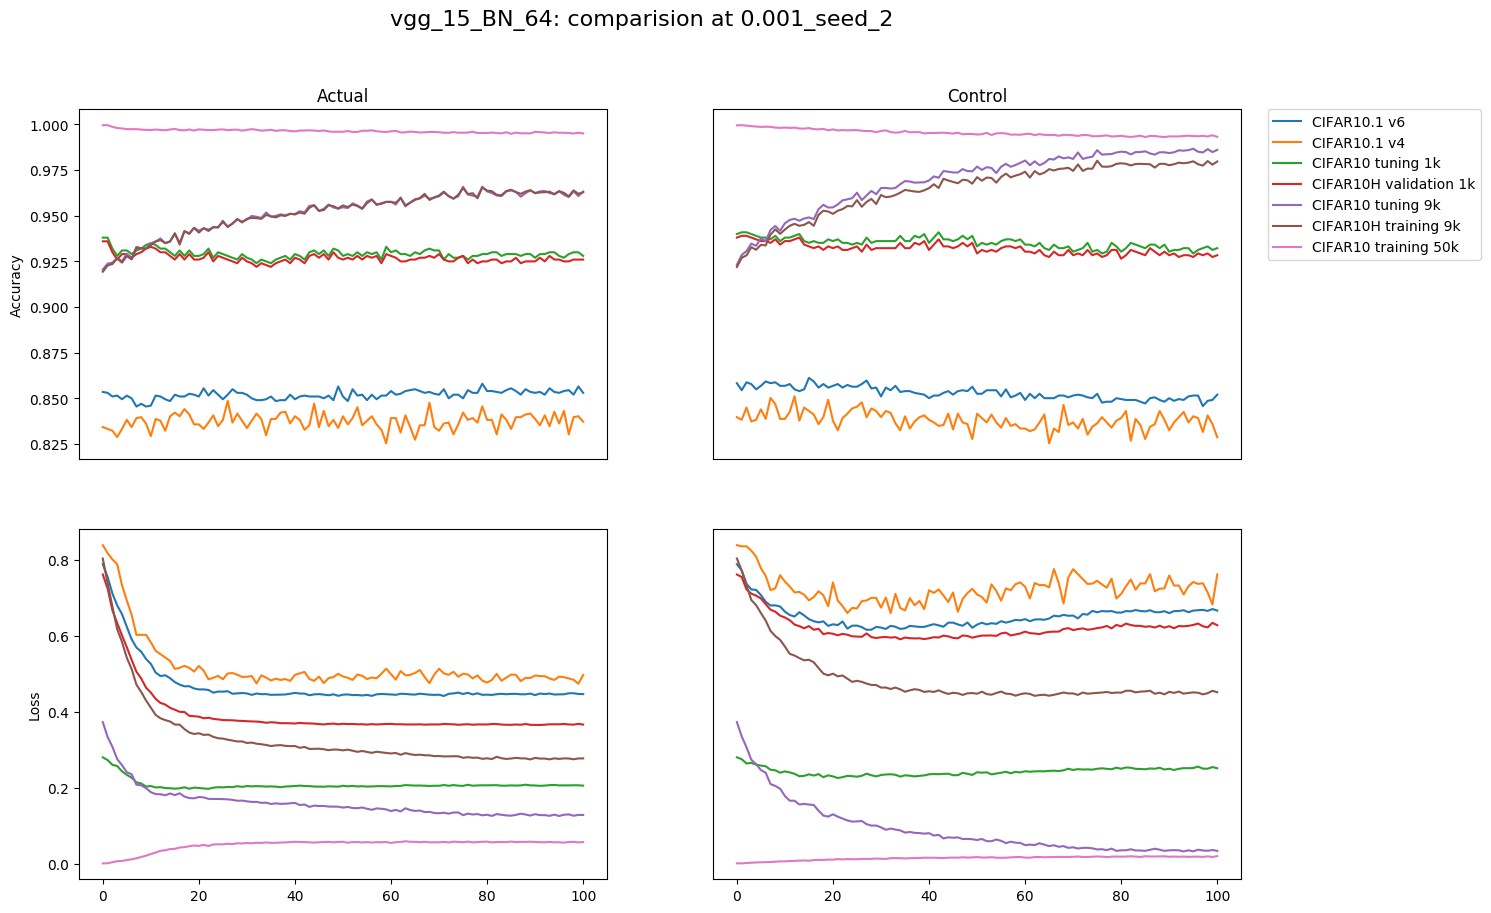 vgg_15_BN_64: comparision at 0.001_seed_2
Actual
Control
Accuracy
1.000
0.975
0.950
0.925
0.900
0.875
0.850
0.825
CIFAR10.1 v6
CIFAR10.1 v4
CIFAR10 tuning 1k
CIFAR10H validation 1k
CIFAR10 tuning 9k
CIFAR10H training 9k
CIFAR10 training 50k
Loss
0.8
0.6
0.4
0.2
0.0
0 20 40 60 80 100
0 20 40 60 80 100